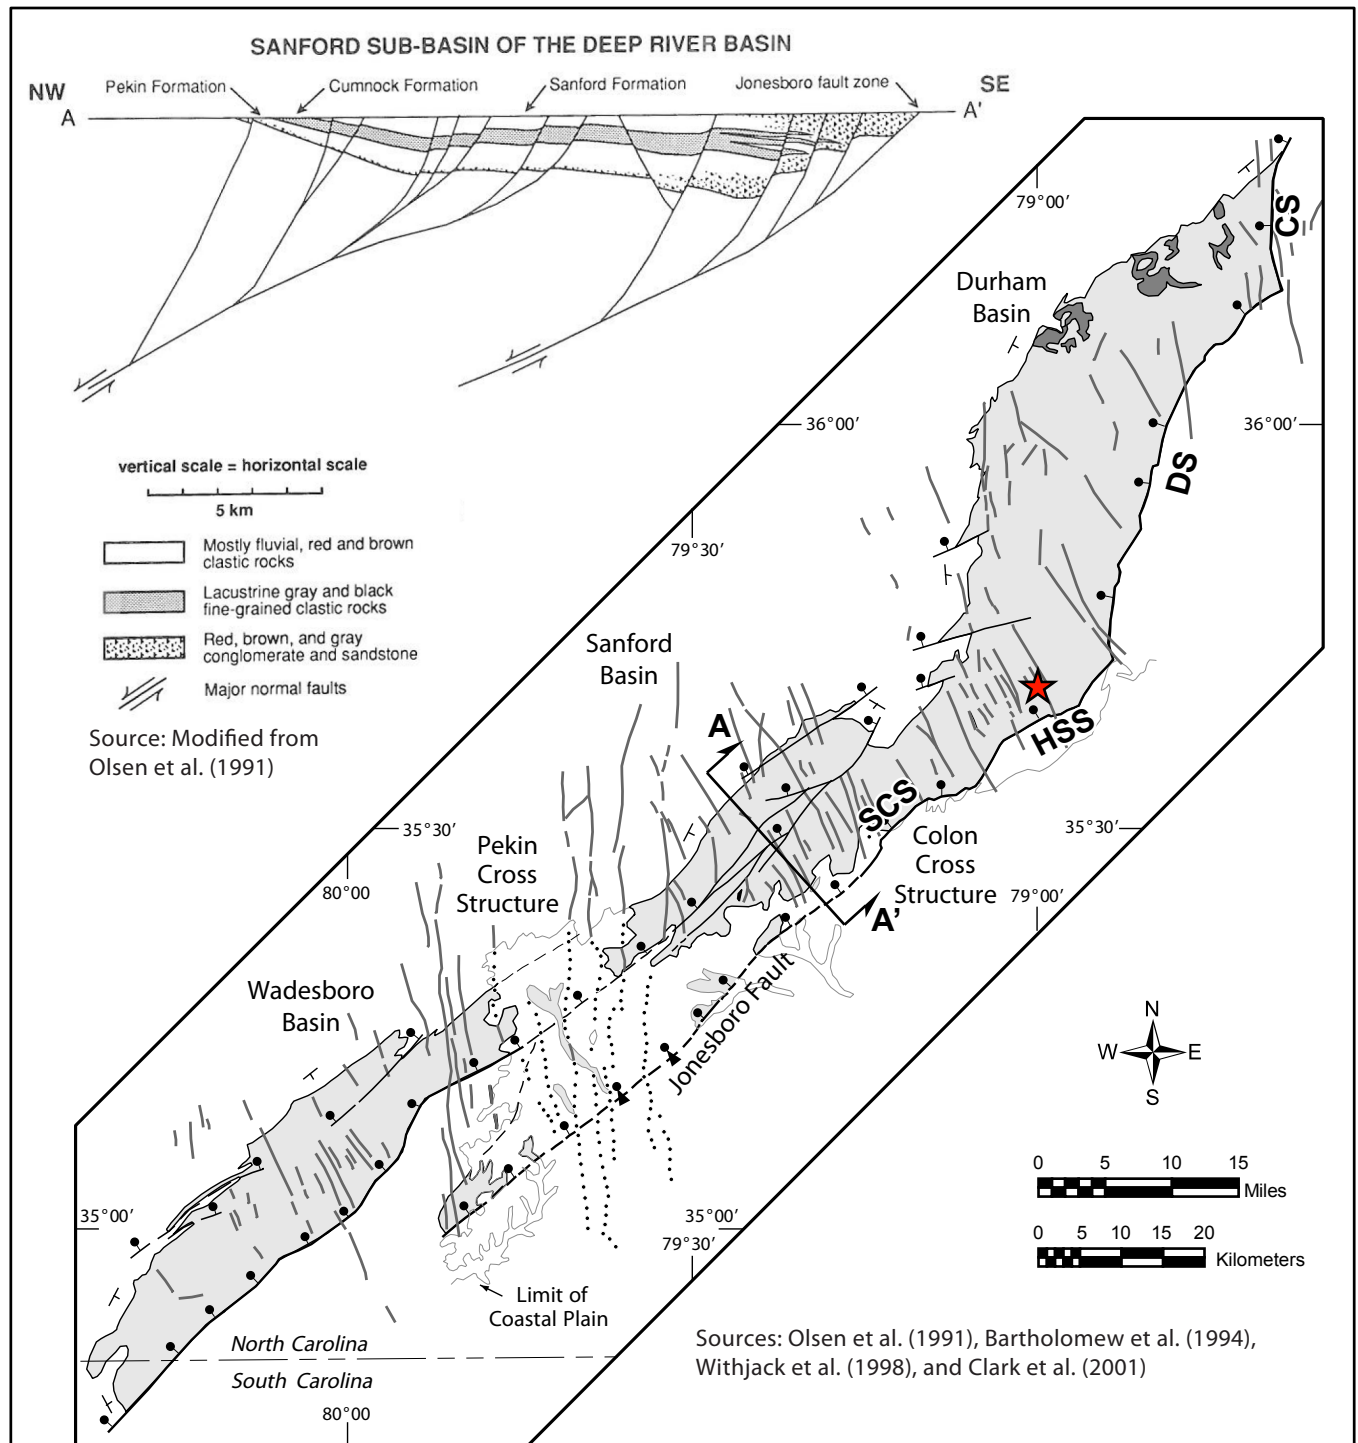 SANFORD SUB-BASIN OF THE DEEP RIVER BASIN
NW
Pekin Formation
Cumnock Formation
Sanford Formation
Jonesboro fault zone
SE
A
A'
79°00'
CS
Durham
Basin
36°00'
36°00'
DS
vertical scale = horizontal scale
5 km
Mostly fluvial, red and brown
clastic rocks
Lacustrine gray and black
fine-grained clastic rocks
Red, brown, and gray
conglomerate and sandstone
Major normal faults
Source: Modified from
Olsen et al. (1991)
79°30'
Sanford
Basin
A
HSS
SCS
35°30'
35°30'
Pekin
Cross
Structure
Colon
Cross
Structure
80°00
79°00'
A'
Jonesboro Fault
Wadesboro
Basin
N
W
E
S
0 5 10 15
Miles
35°00'
35°00'
79°30'
0 5 10 15 20
Kilometers
Limit of
Coastal Plain
North Carolina
South Carolina
Sources: Olsen et al. (1991), Bartholomew et al. (1994),
Withjack et al. (1998), and Clark et al. (2001)
80°00